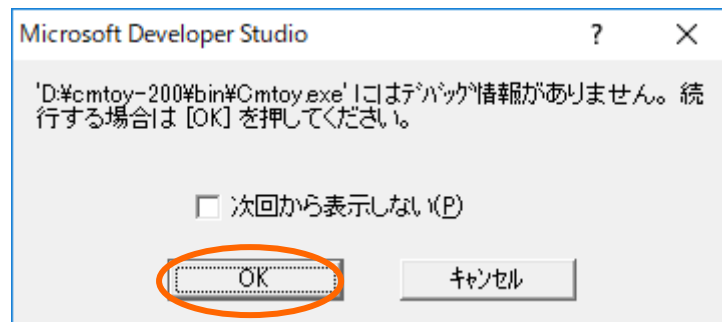 Microsoft Developer Studio
'D:¥cmtoy-200¥bin¥Cmtoy.exe' にはデバッグ情報がありません。続
行する場合は [OK] を押してください。
次回から表示しない(P)
OK
キャンセル